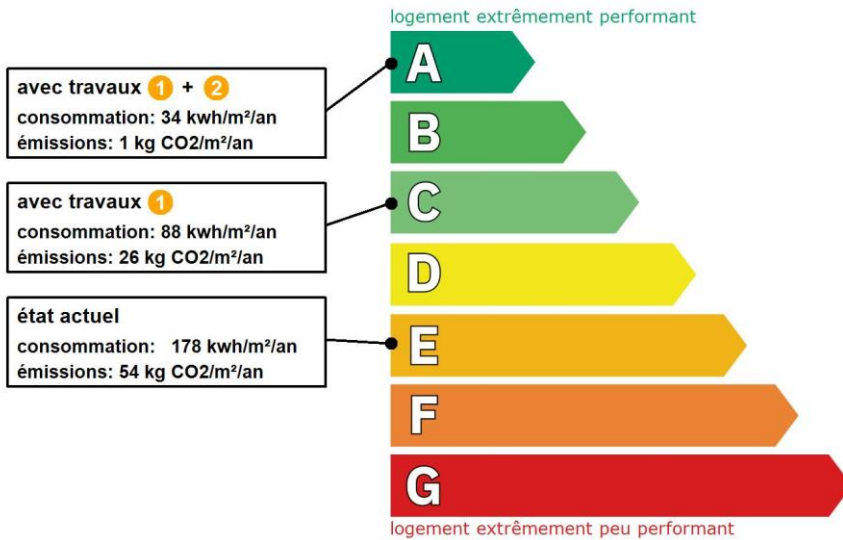 logement extrêmement performant
A
avec travaux 1 + 2
consommation: 34 kwh/m²/an
émissions: 1 kg CO2/m²/an
B
avec travaux 1
consommation: 88 kwh/m²/an
émissions: 26 kg CO2/m²/an
C
D
état actuel
consommation: 178 kwh/m²/an
émissions: 54 kg CO2/m²/an
E
F
G
logement extrêmement peu performant